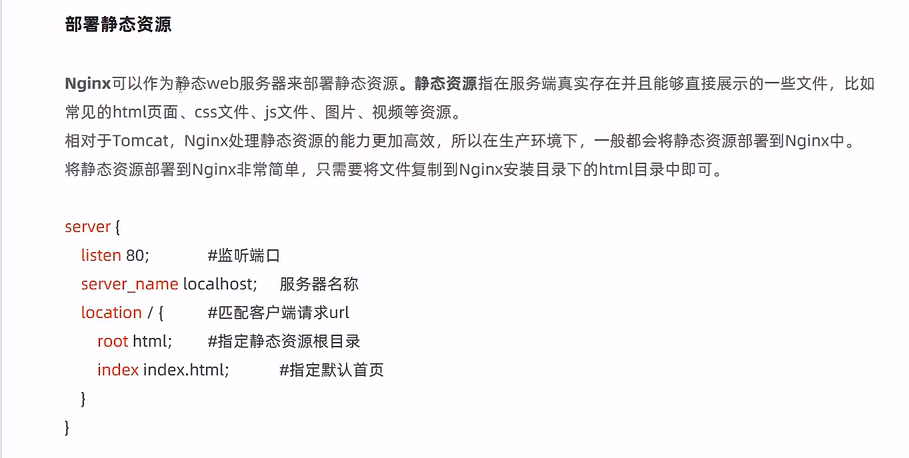 部署静态资源
Nginx可以作为静态web服务器来部署静态资源。静态资源指在服务端真实存在并且能够直接展示的一些文件，比如
常见的html页面、css文件、js文件、图片、视频等资源。
相对于Tomcat，Nginx处理静态资源的能力更加高效，所以在生产环境下，一般都会将静态资源部署到Nginx中。
将静态资源部署到Nginx非常简单，只需要将文件复制到Nginx安装目录下的html目录中即可。
server {
listen 80; #监听端口
server_name localhost; 服务器名称
location / { #匹配客户端请求url
root html; #指定静态资源根目录
index index.html; #指定默认首页
}
}